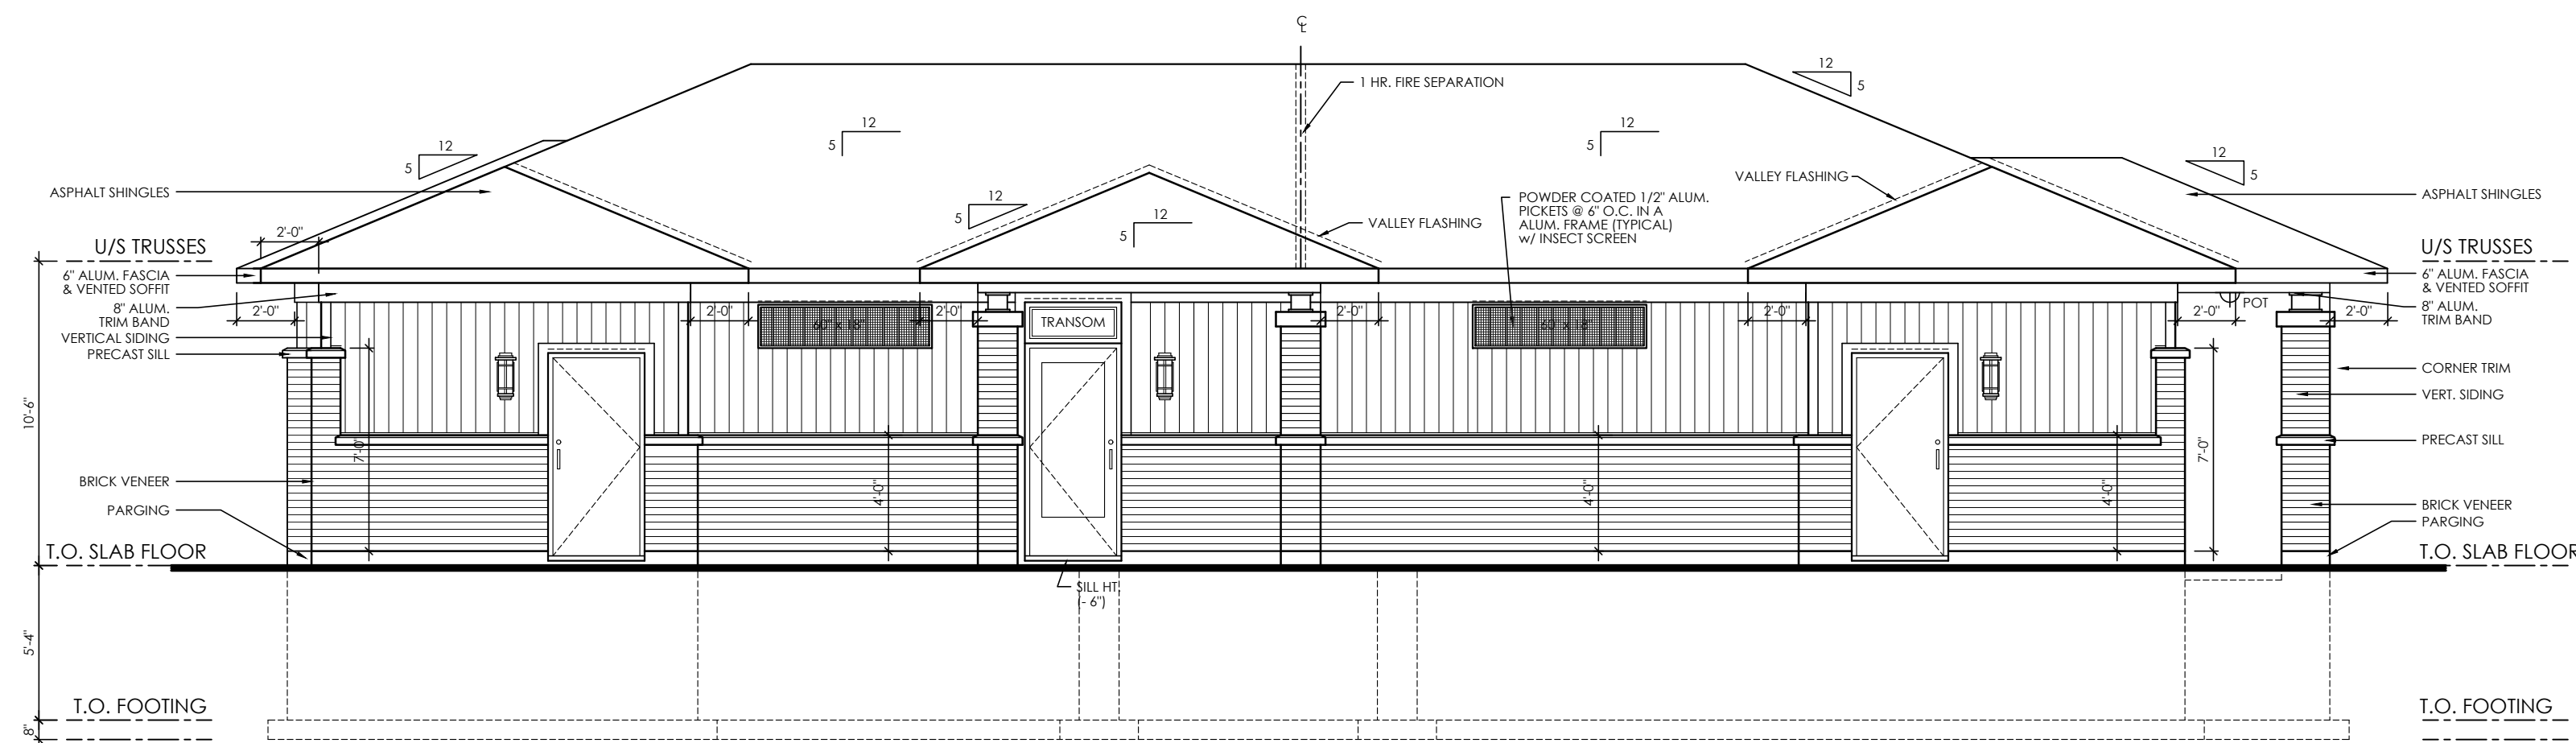 ℄
12
5
1 HR. FIRE SEPARATION
12
5
12
5
12
5
12
5
ASPHALT SHINGLES
VALLEY FLASHING
12
5
12
5
POWDER COATED 1/2" ALUM.
PICKETS @ 6" O.C. IN A
ALUM. FRAME (TYPICAL)
w/ INSECT SCREEN
ASPHALT SHINGLES
VALLEY FLASHING
2'-0"
U/S TRUSSES
U/S TRUSSES
6" ALUM. FASCIA
& VENTED SOFFIT
6" ALUM. FASCIA
& VENTED SOFFIT
8" ALUM.
TRIM BAND
2'-0"
2'-0"
2'-0"
2'-0"
2'-0"
2'-0"
POT
2'-0"
8" ALUM.
TRIM BAND
60" x 18"
TRANSOM
60" x 18"
VERTICAL SIDING
PRECAST SILL
CORNER TRIM
VERT. SIDING
10'-6"
7'-0"
7'-0"
PRECAST SILL
BRICK VENEER
4'-0"
4'-0"
4'-0"
BRICK VENEER
PARGING
PARGING
T.O. SLAB FLOOR
T.O. SLAB FLOOR
SILL HT.
(- 6")
5'-4"
T.O. FOOTING
T.O. FOOTING
8"